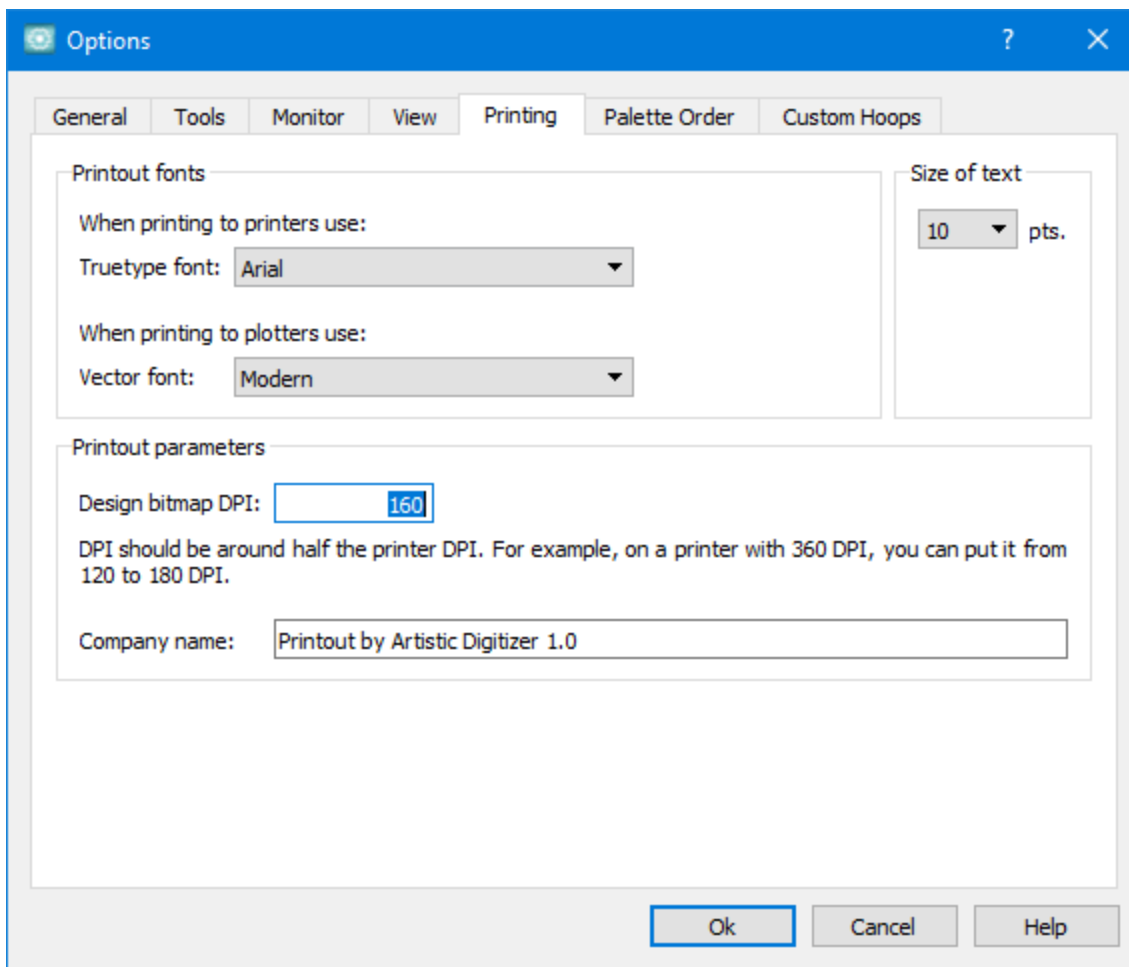 Options
General Tools Monitor View Printing Palette Order Custom Hoops
Printout fonts
When printing to printers use:
Truetype font: Arial
When printing to plotters use:
Vector font: Modern
Size of text
10 pts.
Printout parameters
Design bitmap DPI: 160
DPI should be around half the printer DPI. For example, on a printer with 360 DPI, you can put it from
120 to 180 DPI.
Company name: Printout by Artistic Digitizer 1.0
Ok Cancel Help